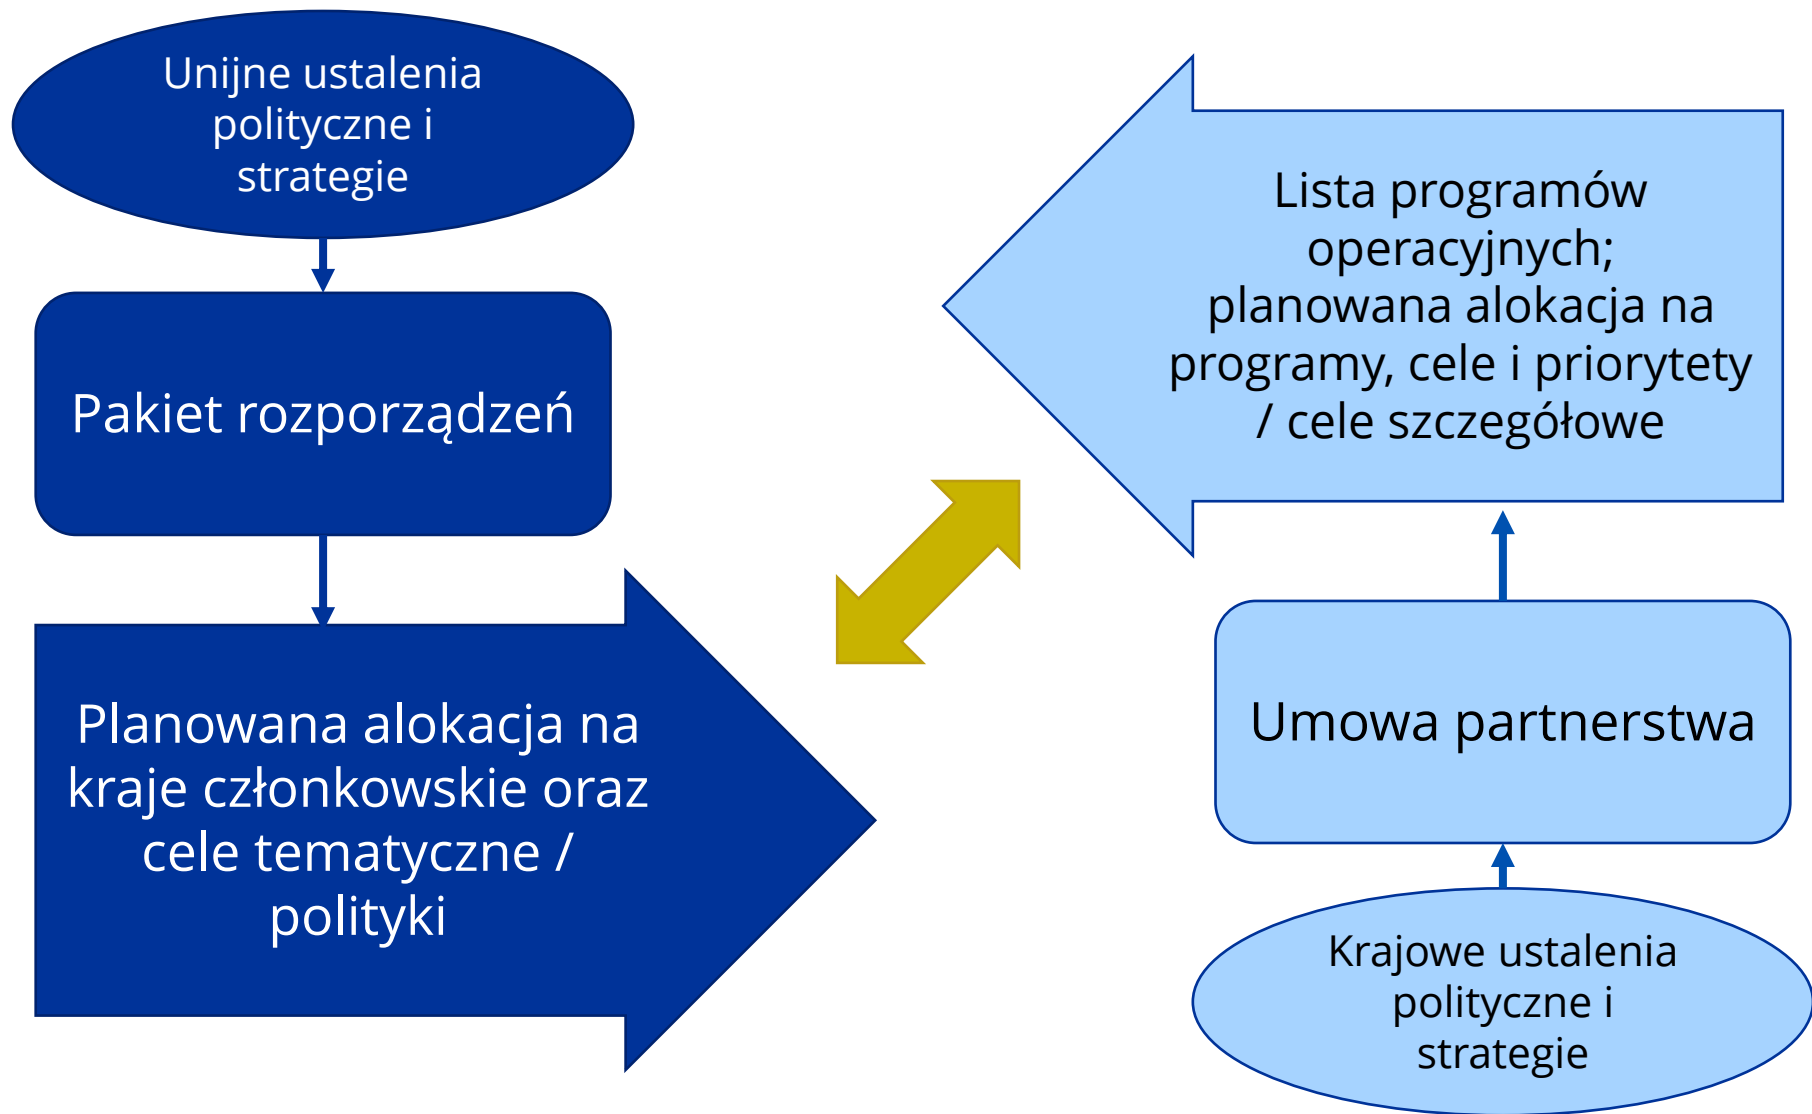 Unijne ustalenia
polityczne i
strategie
Pakiet rozporządzeń
Planowana alokacja na
kraje członkowskie oraz
cele tematyczne /
polityki
Lista programów
operacyjnych;
planowana alokacja na
programy, cele i priorytety
/ cele szczegółowe
Umowa partnerstwa
Krajowe ustalenia
polityczne i
strategie